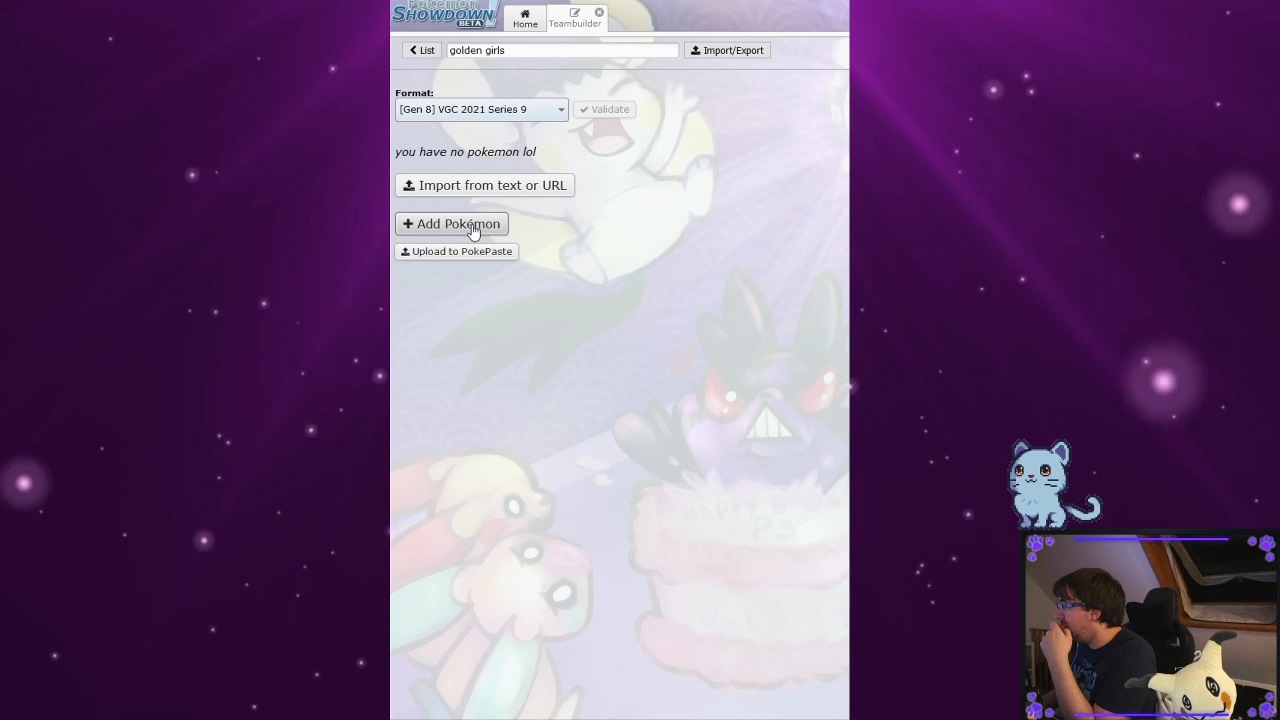 Pokémon
SHOWDOWN
BETA
Home
Teambuilder
List
golden girls
Import/Export
Format:
[Gen 8] VGC 2021 Series 9
Validate
you have no pokemon lol
Import from text or URL
Add Pokémon
Upload to PokePaste